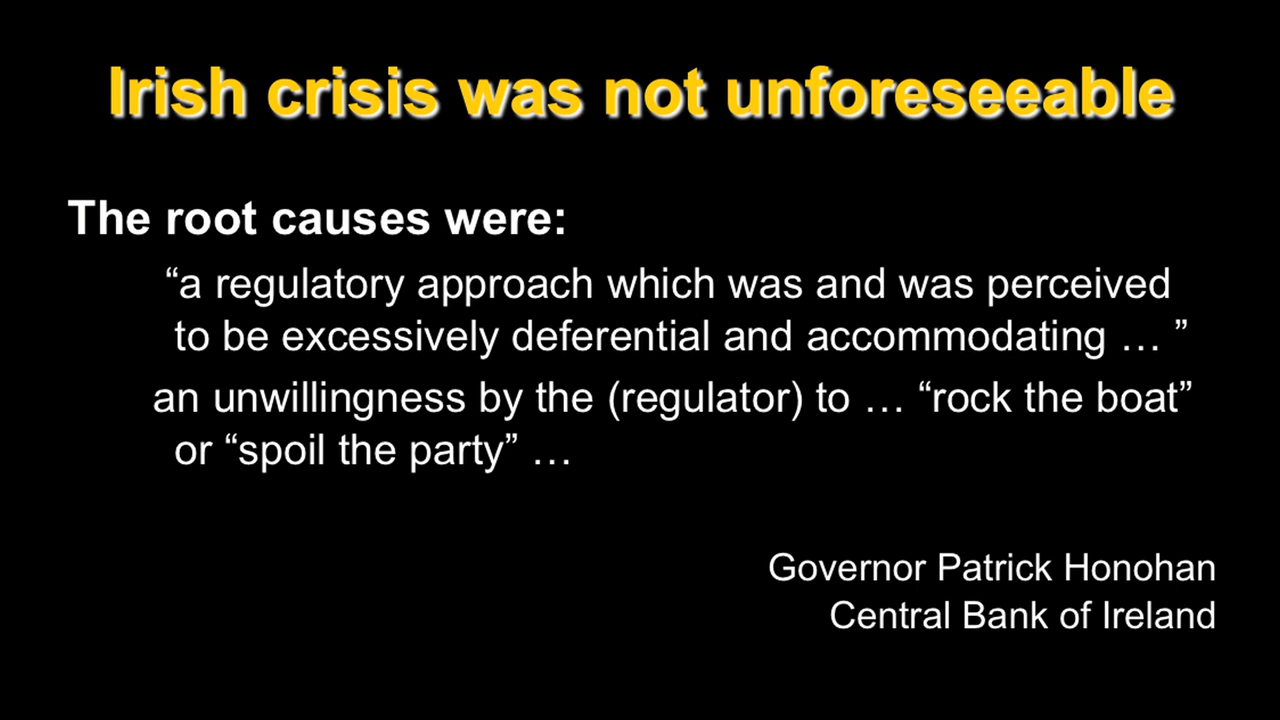 Irish crisis was not unforeseeable
The root causes were:
“a regulatory approach which was and was perceived
to be excessively deferential and accommodating … ”
an unwillingness by the (regulator) to … “rock the boat”
or “spoil the party” …
Governor Patrick Honohan
Central Bank of Ireland